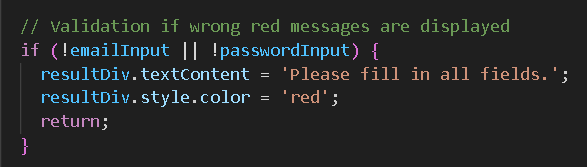 // Validation if wrong red messages are displayed
if (!emailInput || !passwordInput) {
  resultDiv.textContent = 'Please fill in all fields.';
  resultDiv.style.color = 'red';
  return;
}